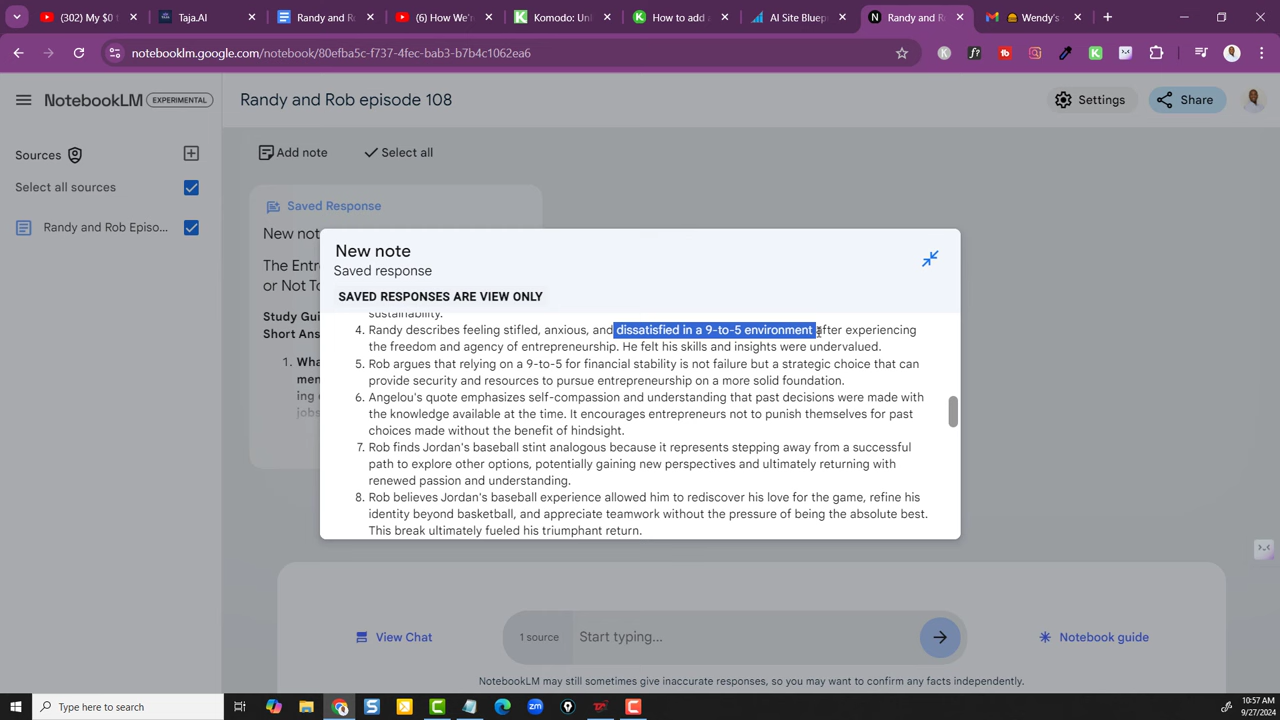 (302) My $0 f
Taja.AI
Randy and R
(6) How We'r
Komodo: Unl
How to add
AI Site Bluep
Randy and R
Wendy's
notebooklm.google.com/notebook/80efba5c-f737-4fec-bab3-b7b4c1062ea6
NotebookLM EXPERIMENTAL
Randy and Rob episode 108
Settings
Share
Sources
Add note
Select all
Select all sources
Randy and Rob Episo...
Saved Response
New not
The Entr
or Not To
Study Guid
Short Ans
1. Wha
men
ing
jobs
New note
Saved response
SAVED RESPONSES ARE VIEW ONLY
sustainability.
4. Randy describes feeling stifled, anxious, and dissatisfied in a 9-to-5 environment after experiencing
the freedom and agency of entrepreneurship. He felt his skills and insights were undervalued.
5. Rob argues that relying on a 9-to-5 for financial stability is not failure but a strategic choice that can
provide security and resources to pursue entrepreneurship on a more solid foundation.
6. Angelou's quote emphasizes self-compassion and understanding that past decisions were made with
the knowledge available at the time. It encourages entrepreneurs not to punish themselves for past
choices made without the benefit of hindsight.
7. Rob finds Jordan's baseball stint analogous because it represents stepping away from a successful
path to explore other options, potentially gaining new perspectives and ultimately returning with
renewed passion and understanding.
8. Rob believes Jordan's baseball experience allowed him to rediscover his love for the game, refine his
identity beyond basketball, and appreciate teamwork without the pressure of being the absolute best.
This break ultimately fueled his triumphant return.
View Chat
1 source
Start typing...
Notebook guide
NotebookLM may still sometimes give inaccurate responses, so you may want to confirm any facts independently.
Type here to search
10:57 AM
9/27/2024